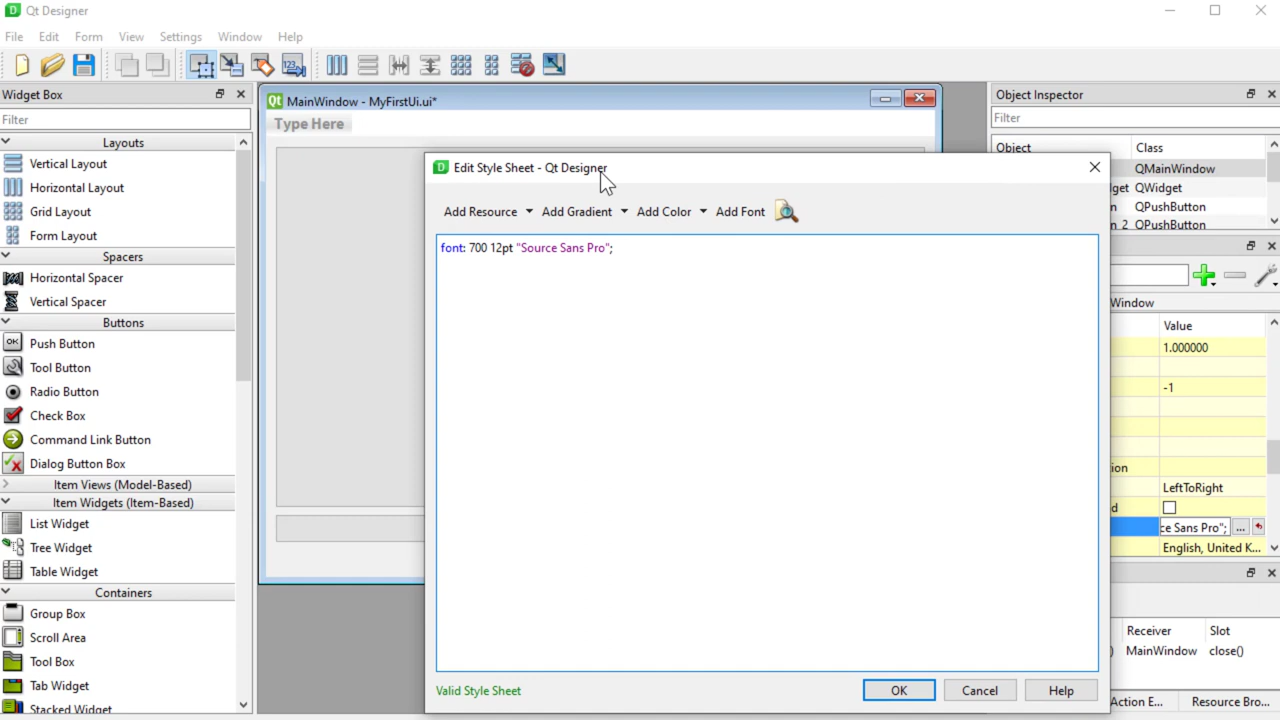 Qt Designer
File Edit Form View Settings Window Help
Widget Box
Filter
Layouts
Vertical Layout
Horizontal Layout
Grid Layout
Form Layout
Spacers
Horizontal Spacer
Vertical Spacer
Buttons
Push Button
Tool Button
Radio Button
Check Box
Command Link Button
Dialog Button Box
Item Views (Model-Based)
Item Widgets (Item-Based)
List Widget
Tree Widget
Table Widget
Containers
Group Box
Scroll Area
Tool Box
Tab Widget
Stacked Widget
MainWindow - MyFirstUi.ui*
Type Here
Edit Style Sheet - Qt Designer
Add Resource Add Gradient Add Color Add Font
font: 700 12pt "Source Sans Pro";
Valid Style Sheet
OK Cancel Help
Object Inspector
Filter
Object Class
QMainWindow
get QWidget
n QPushButton
n_2 QPushButton
Window
Value
1.000000
-1
ion
LeftToRight
d
ce Sans Pro"; ...
English, United K...
Receiver Slot
) MainWindow close()
Action E... Resource Bro...